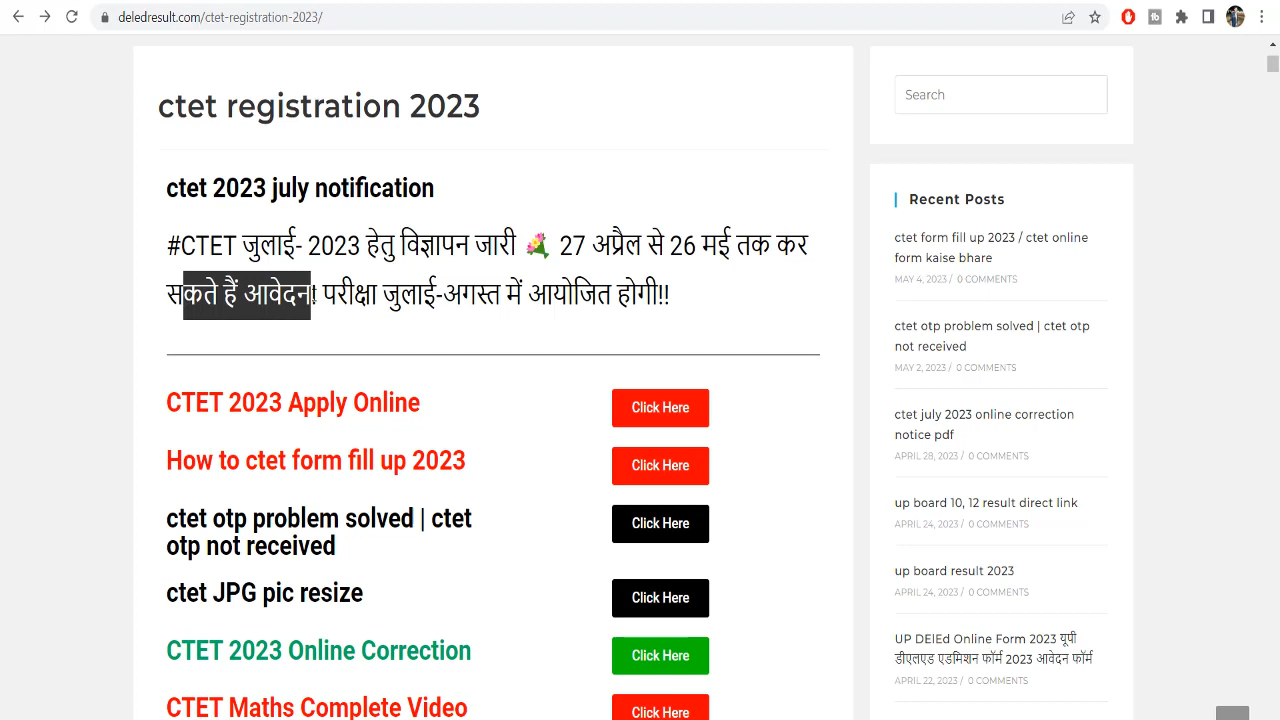 deledresult.com/ctet-registration-2023/
ctet registration 2023
ctet 2023 july notification
#CTET जुलाई- 2023 हेतु विज्ञापन जारी 💐 27 अप्रैल से 26 मई तक कर
सकते हैं आवेदन! परीक्षा जुलाई-अगस्त में आयोजित होगी!!
CTET 2023 Apply Online
Click Here
How to ctet form fill up 2023
Click Here
ctet otp problem solved | ctet
otp not received
Click Here
ctet JPG pic resize
Click Here
CTET 2023 Online Correction
Click Here
CTET Maths Complete Video
Click Here
Search
Recent Posts
ctet form fill up 2023 / ctet online
form kaise bhare
MAY 4, 2023 / 0 COMMENTS
ctet otp problem solved | ctet otp
not received
MAY 2, 2023 / 0 COMMENTS
ctet july 2023 online correction
notice pdf
APRIL 28, 2023 / 0 COMMENTS
up board 10, 12 result direct link
APRIL 24, 2023 / 0 COMMENTS
up board result 2023
APRIL 24, 2023 / 0 COMMENTS
UP DElEd Online Form 2023 यूपी
डीएलएड एडमिशन फॉर्म 2023 आवेदन फॉर्म
APRIL 22, 2023 / 0 COMMENTS